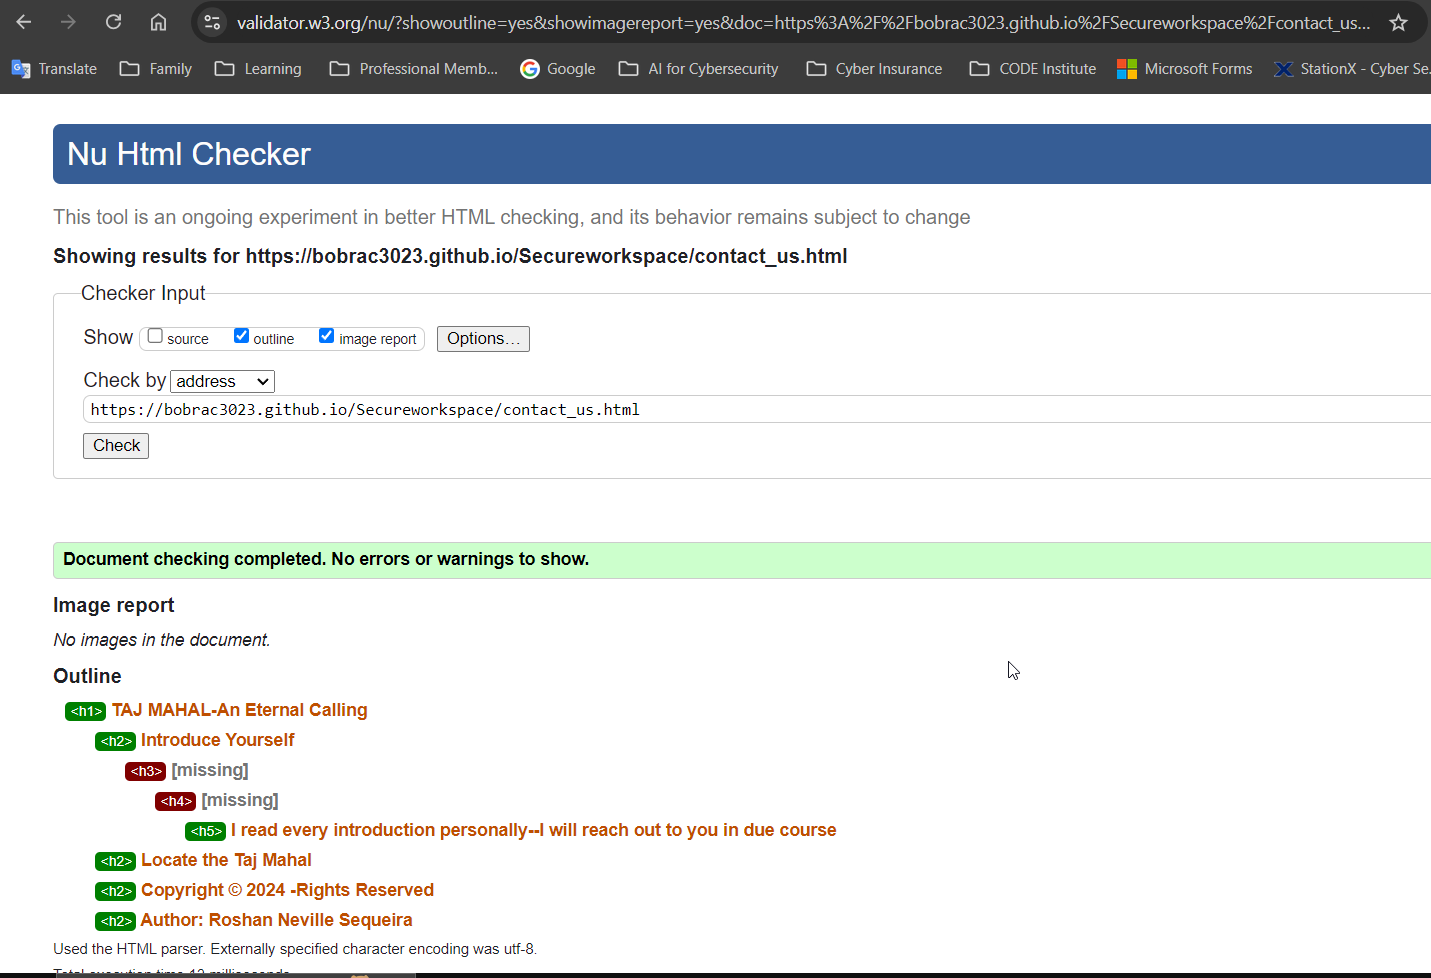 validator.w3.org/nu/?showoutline=yes&showimagereport=yes&doc=https%3A%2F%2Fbobrac3023.github.io%2FSecureworkspace%2Fcontact_us...
Translate Family Learning Professional Memb... Google AI for Cybersecurity Cyber Insurance CODE Institute Microsoft Forms StationX - Cyber Se.
Nu Html Checker
This tool is an ongoing experiment in better HTML checking, and its behavior remains subject to change
Showing results for https://bobrac3023.github.io/Secureworkspace/contact_us.html
Checker Input
Show source outline image report Options...
Check by address
https://bobrac3023.github.io/Secureworkspace/contact_us.html
Check
Document checking completed. No errors or warnings to show.
Image report
No images in the document.
Outline
<h1> TAJ MAHAL-An Eternal Calling
<h2> Introduce Yourself
<h3> [missing]
<h4> [missing]
<h5> I read every introduction personally--I will reach out to you in due course
<h2> Locate the Taj Mahal
<h2> Copyright © 2024 -Rights Reserved
<h2> Author: Roshan Neville Sequeira
Used the HTML parser. Externally specified character encoding was utf-8.
Total execution time 12 milliseconds.